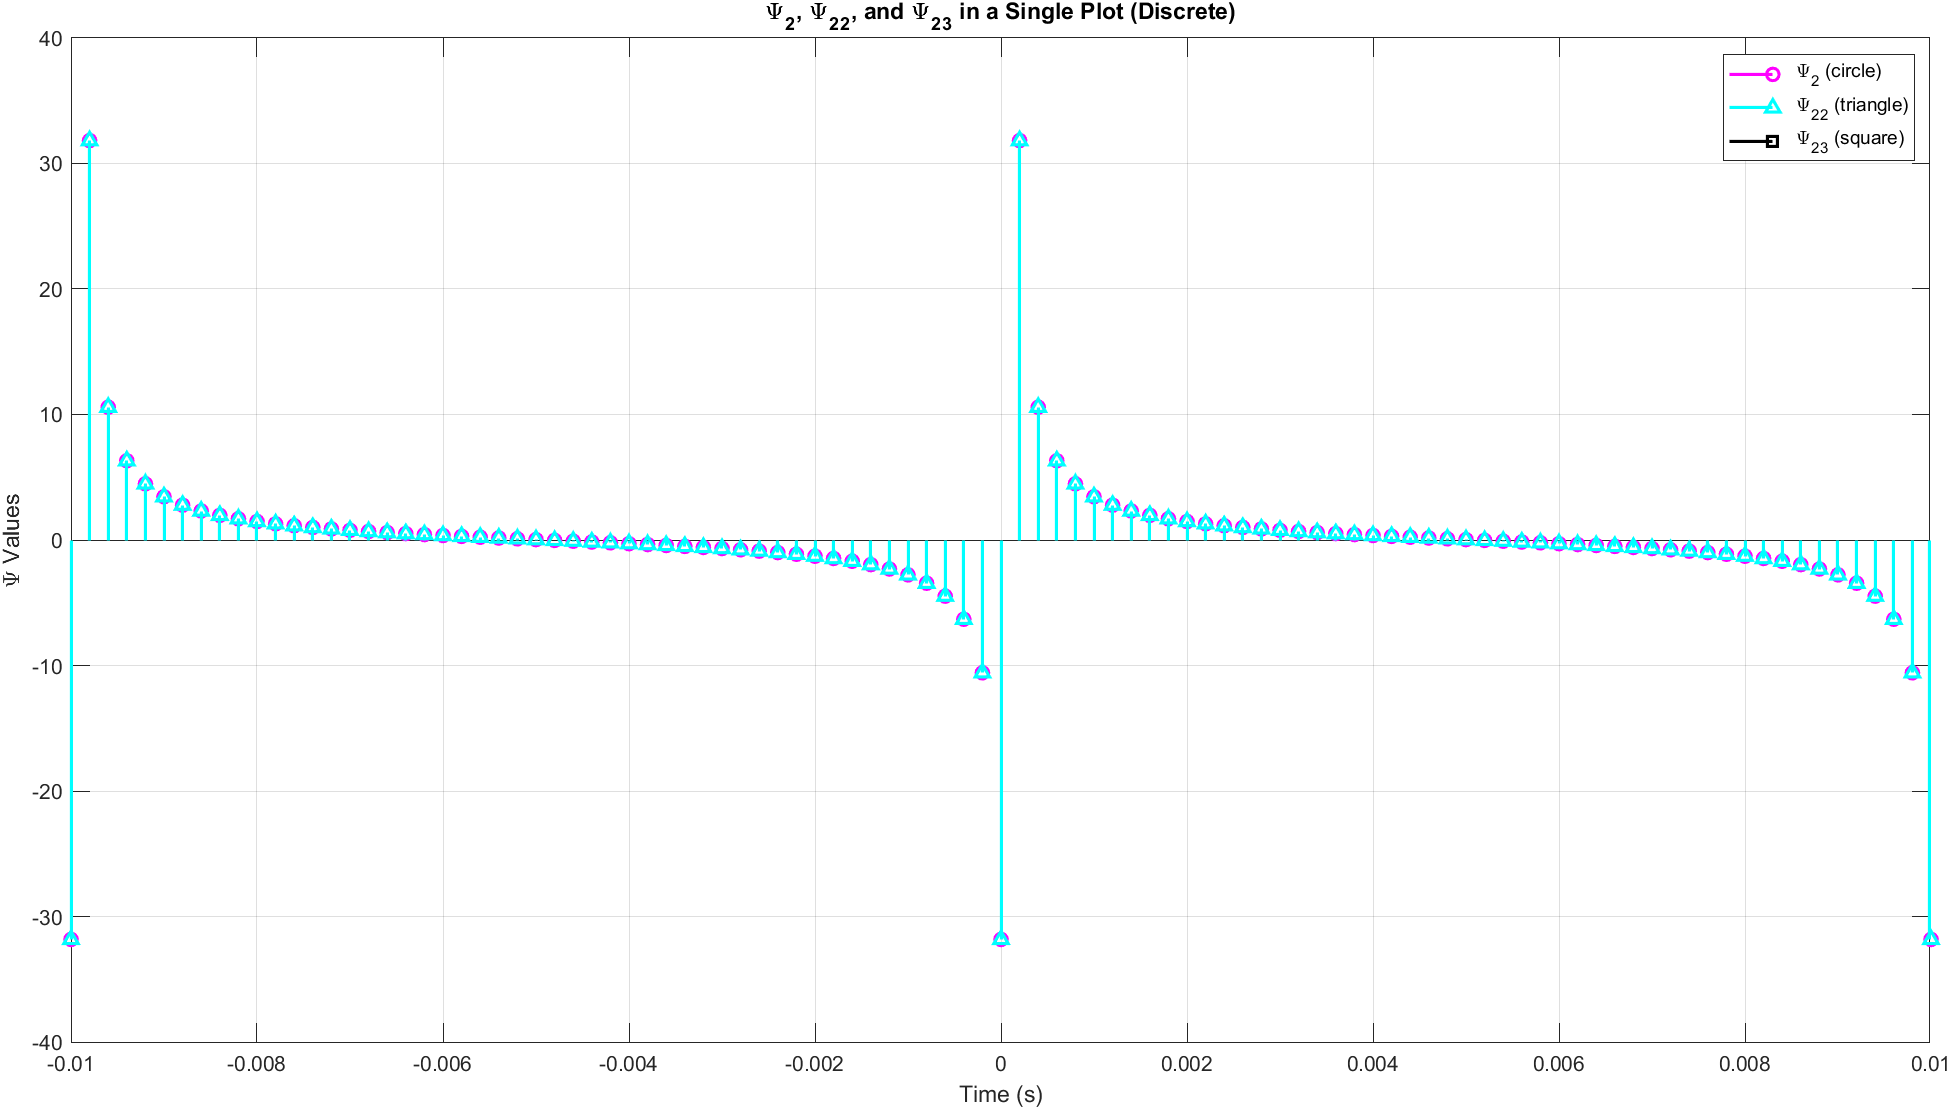 Ψ₂, Ψ₂₂, and Ψ₂₃ in a Single Plot (Discrete)
Ψ₂ (circle)
Ψ₂₂ (triangle)
Ψ₂₃ (square)
Ψ Values
40
30
20
10
0
-10
-20
-30
-40
-0.01 -0.008 -0.006 -0.004 -0.002 0 0.002 0.004 0.006 0.008 0.01
Time (s)